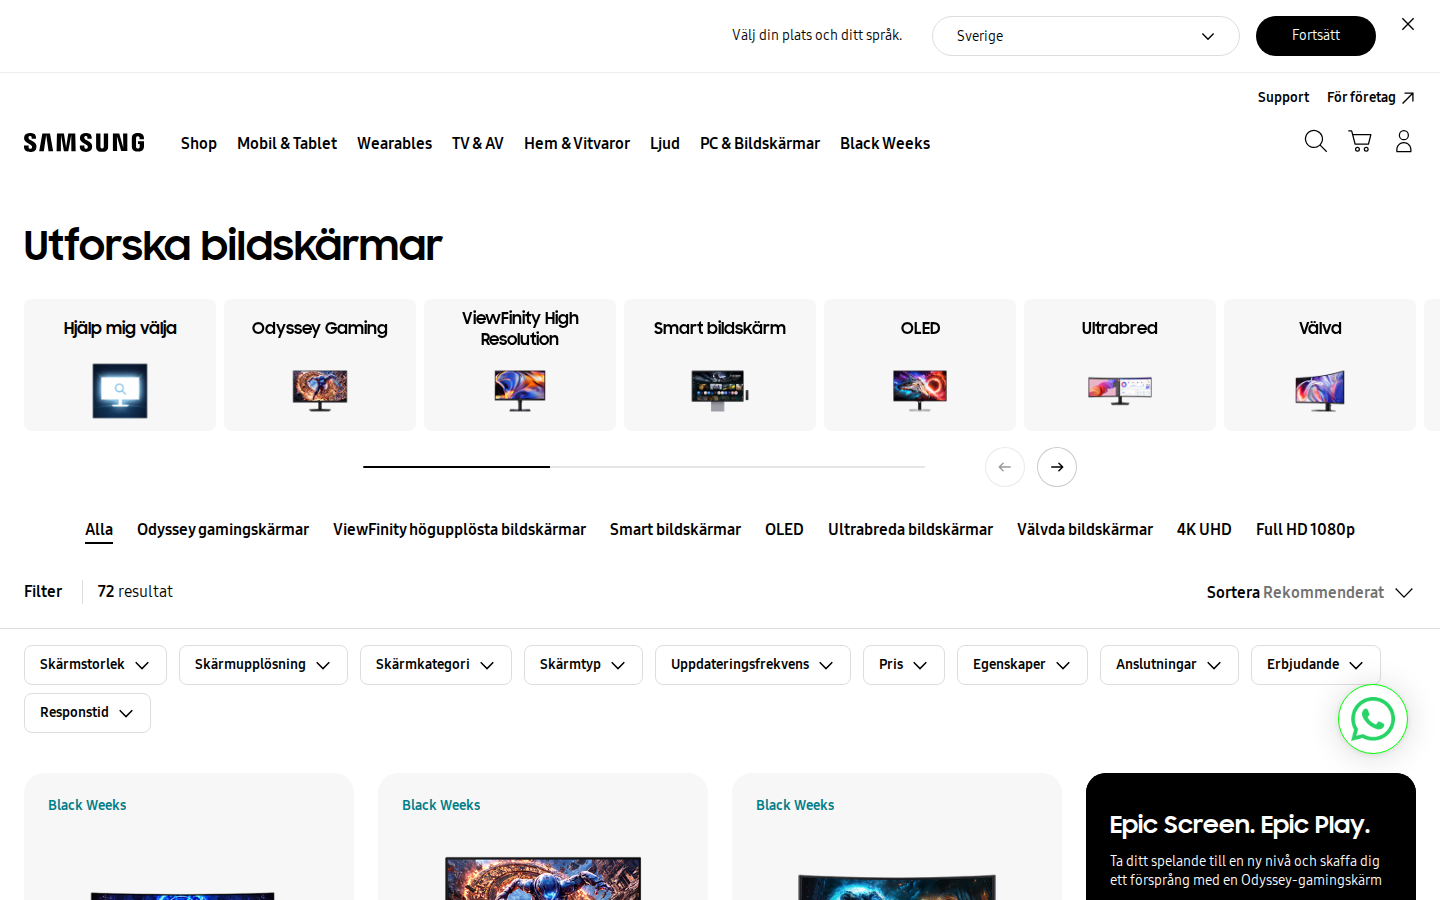 Välj din plats och ditt språk.
Sverige
Fortsätt
Support
För företag
SAMSUNG
Shop
Mobil & Tablet
Wearables
TV & AV
Hem & Vitvaror
Ljud
PC & Bildskärmar
Black Weeks
Utforska bildskärmar
Hjälp mig välja
Odyssey Gaming
ViewFinity High
Resolution
Smart bildskärm
OLED
Ultrabred
Välvd
Alla
Odyssey gamingskärmar
ViewFinity högupplösta bildskärmar
Smart bildskärmar
OLED
Ultrabreda bildskärmar
Välvda bildskärmar
4K UHD
Full HD 1080p
Filter
72 resultat
Sortera Rekommenderat
Skärmstorlek
Skärmupplösning
Skärmkategori
Skärmtyp
Uppdateringsfrekvens
Pris
Egenskaper
Anslutningar
Erbjudande
Responstid
Black Weeks
Black Weeks
Black Weeks
Epic Screen. Epic Play.
Ta ditt spelande till en ny nivå och skaffa dig
ett försprång med en Odyssey-gamingskärm